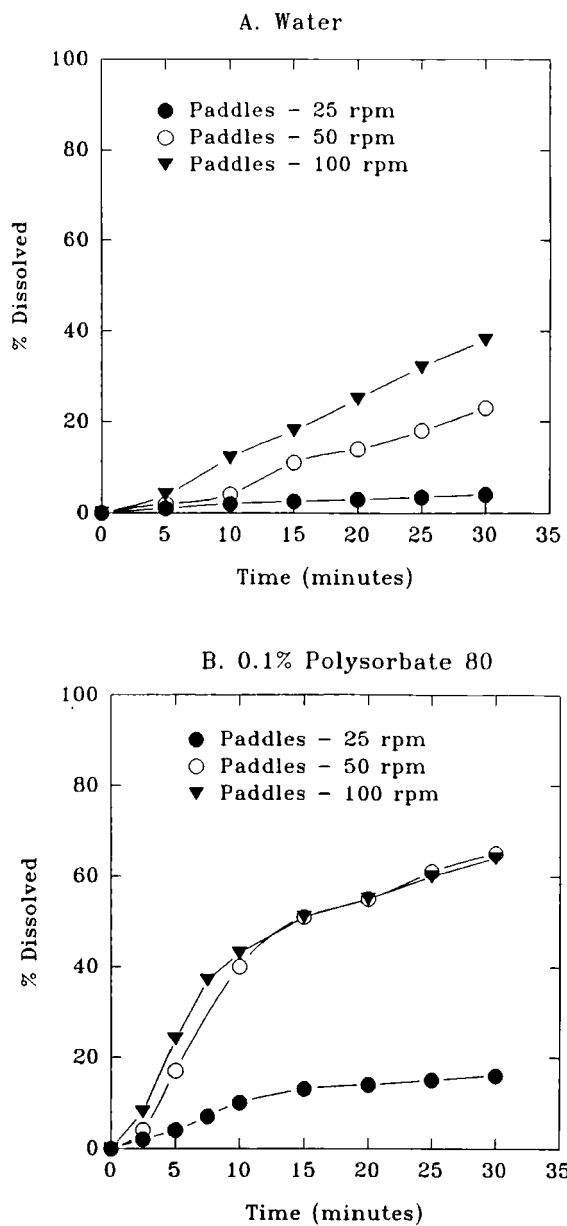 A. Water
100
80
60
40
20
0
% Dissolved
Paddles - 25 rpm
Paddles - 50 rpm
Paddles - 100 rpm
0 5 10 15 20 25 30 35
Time (minutes)
B. 0.1% Polysorbate 80
100
80
60
40
20
0
% Dissolved
Paddles - 25 rpm
Paddles - 50 rpm
Paddles - 100 rpm
0 5 10 15 20 25 30 35
Time (minutes)